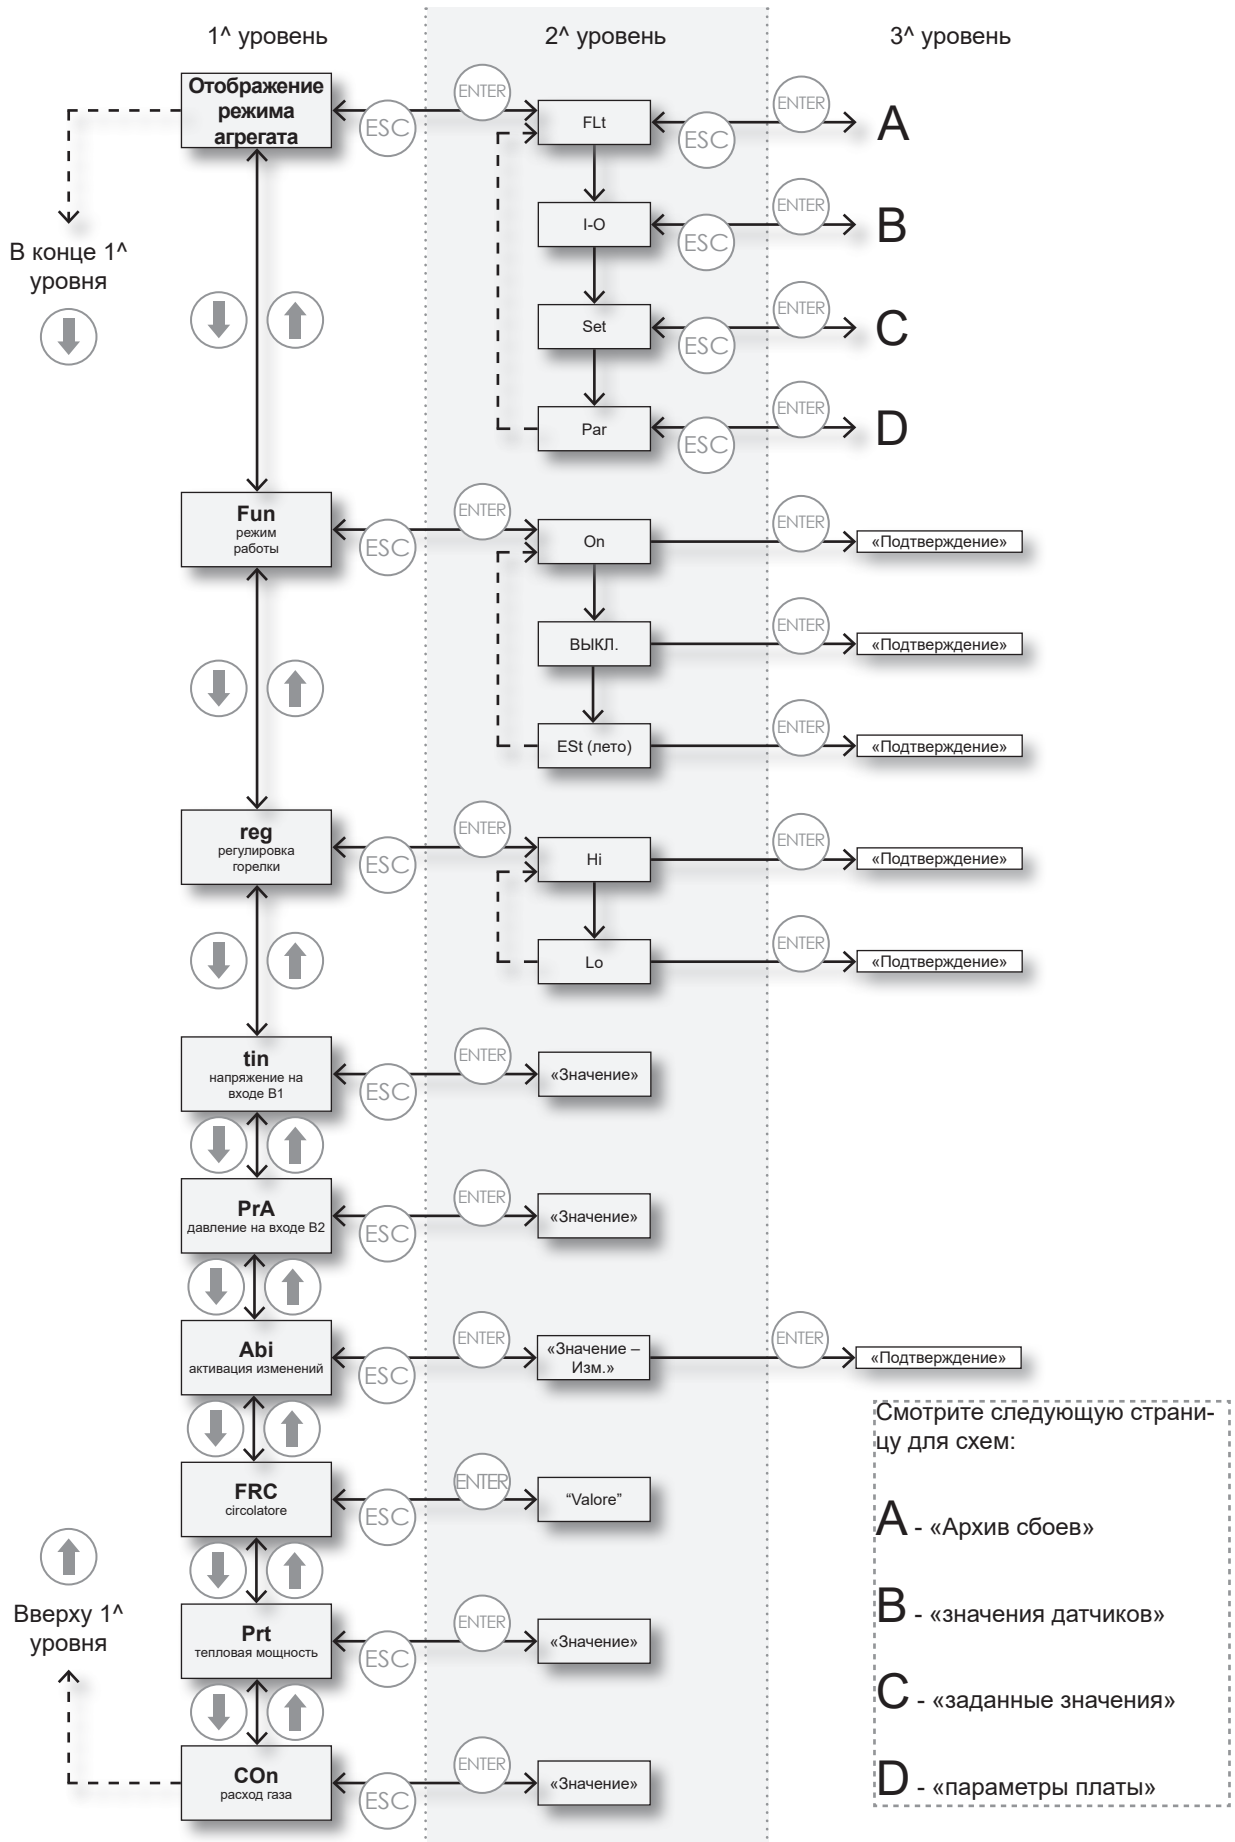 1^ уровень
2^ уровень
3^ уровень
Отображение
режима
агрегата
ESC
ENTER
FLt
ESC
ENTER
A
I-O
ESC
ENTER
B
Set
ESC
ENTER
C
Par
ESC
ENTER
D
В конце 1^
уровня
Fun
режим
работы
ESC
ENTER
On
ENTER
«Подтверждение»
ВЫКЛ.
ENTER
«Подтверждение»
ESt (лето)
ENTER
«Подтверждение»
reg
регулировка
горелки
ESC
ENTER
Hi
ENTER
«Подтверждение»
Lo
ENTER
«Подтверждение»
tin
напряжение на
входе B1
ESC
ENTER
«Значение»
PrA
давление на входе B2
ESC
ENTER
«Значение»
Abi
активация изменений
ESC
ENTER
«Значение –
Изм.»
ENTER
«Подтверждение»
FRC
circolatore
ESC
ENTER
“Valore”
Prt
тепловая мощность
ESC
ENTER
«Значение»
Вверху 1^
уровня
COn
расход газа
ESC
ENTER
«Значение»
Смотрите следующую страни-
цу для схем:
A - «Архив сбоев»
B - «значения датчиков»
C - «заданные значения»
D - «параметры платы»